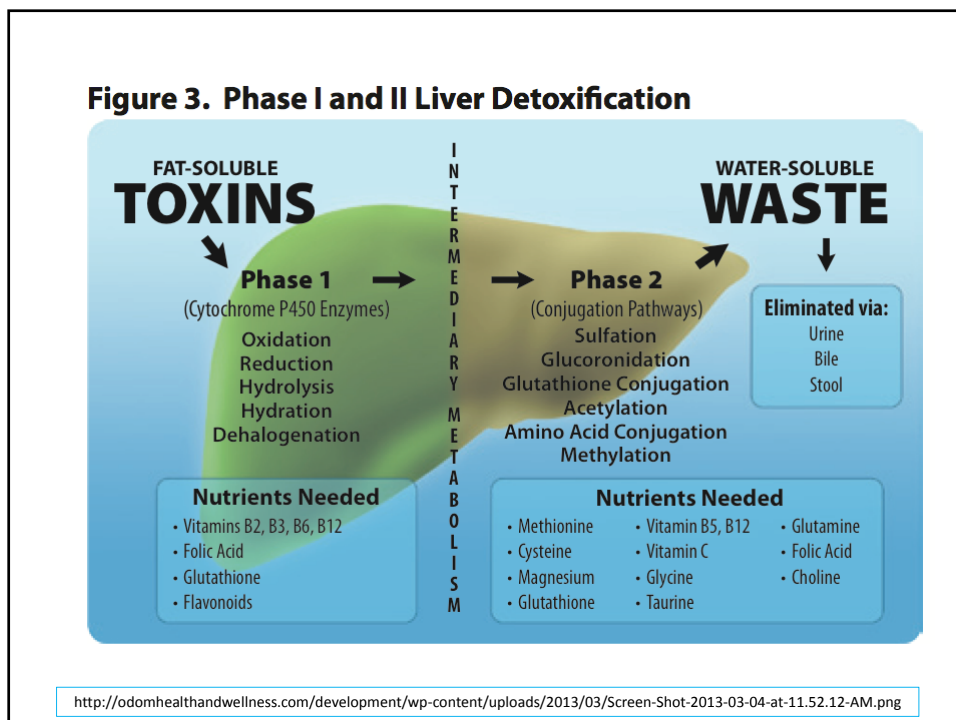 Figure 3. Phase I and II Liver Detoxification
FAT-SOLUBLE
TOXINS
Phase 1
(Cytochrome P450 Enzymes)
Oxidation
Reduction
Hydrolysis
Hydration
Dehalogenation
Nutrients Needed
• Vitamins B2, B3, B6, B12
• Folic Acid
• Glutathione
• Flavonoids
INTERMEDIARY METABOLISM
Phase 2
(Conjugation Pathways)
Sulfation
Glucoronidation
Glutathione Conjugation
Acetylation
Amino Acid Conjugation
Methylation
Nutrients Needed
• Methionine
• Cysteine
• Magnesium
• Glutathione
• Vitamin B5, B12
• Vitamin C
• Glycine
• Taurine
• Glutamine
• Folic Acid
• Choline
WATER-SOLUBLE
WASTE
Eliminated via:
Urine
Bile
Stool
http://odomhealthandwellness.com/development/wp-content/uploads/2013/03/Screen-Shot-2013-03-04-at-11.52.12-AM.png